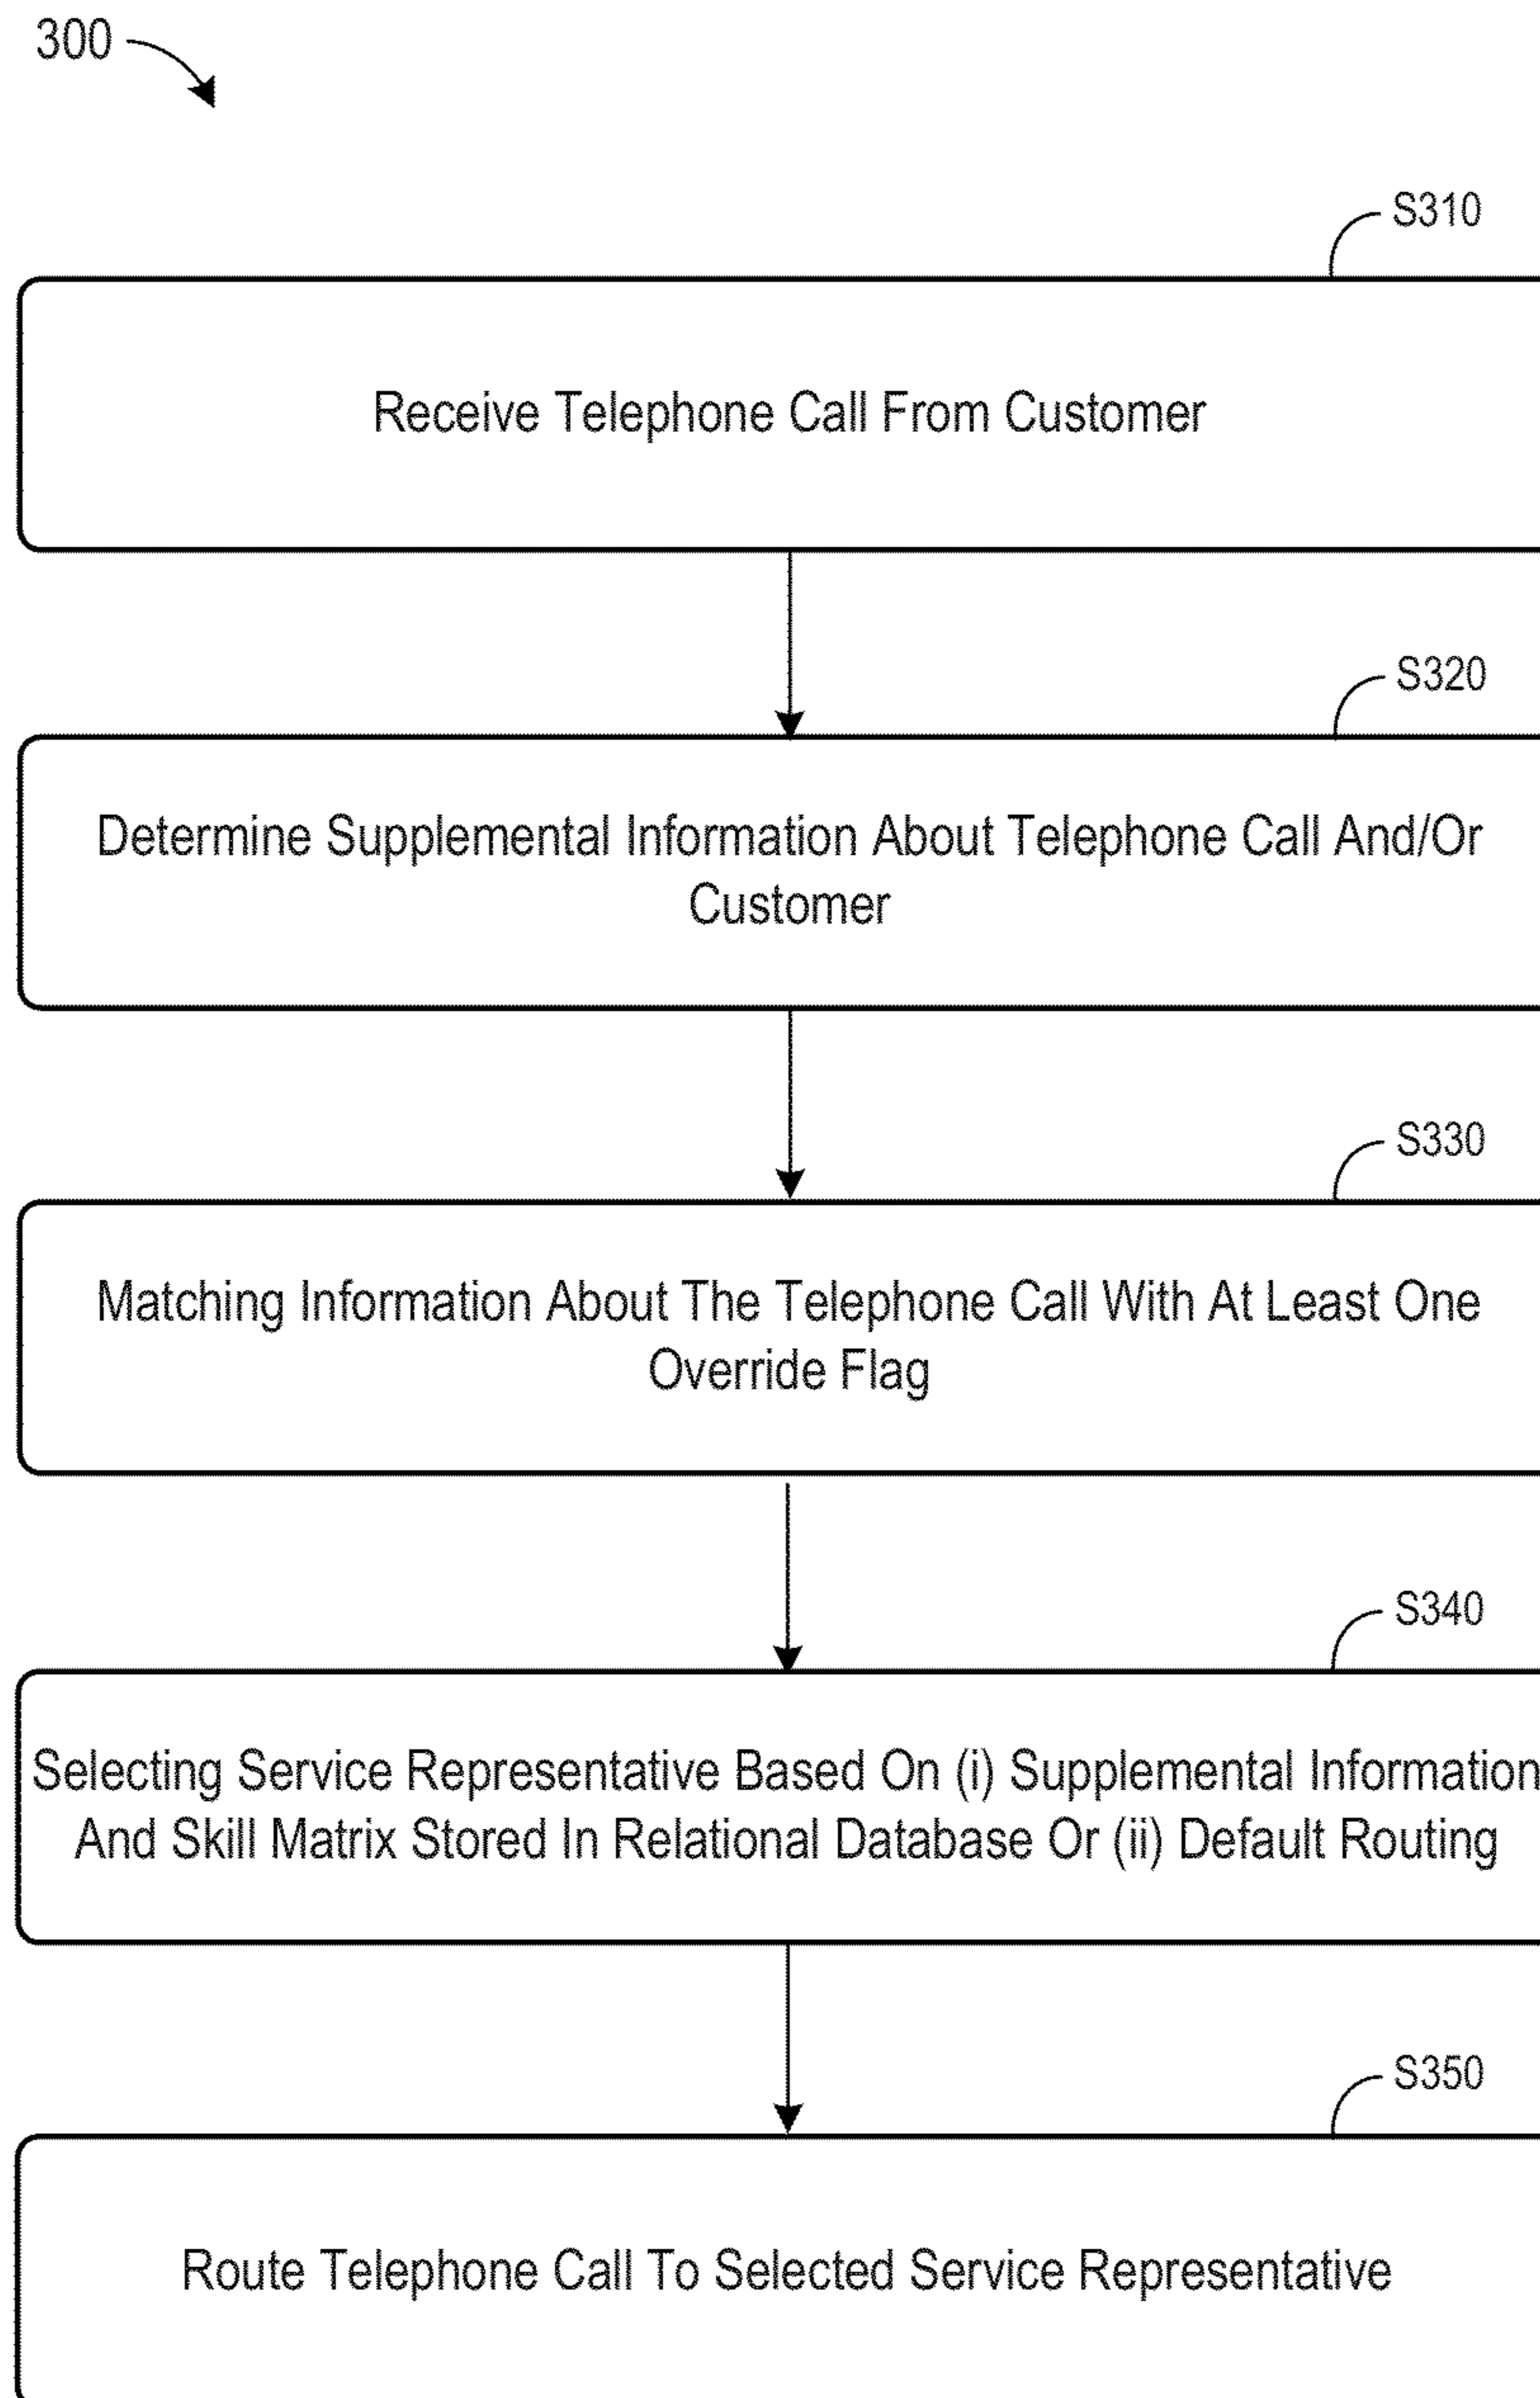 300
S310
Receive Telephone Call From Customer
S320
Determine Supplemental Information About Telephone Call And/Or
Customer
S330
Matching Information About The Telephone Call With At Least One
Override Flag
S340
Selecting Service Representative Based On (i) Supplemental Information
And Skill Matrix Stored In Relational Database Or (ii) Default Routing
S350
Route Telephone Call To Selected Service Representative